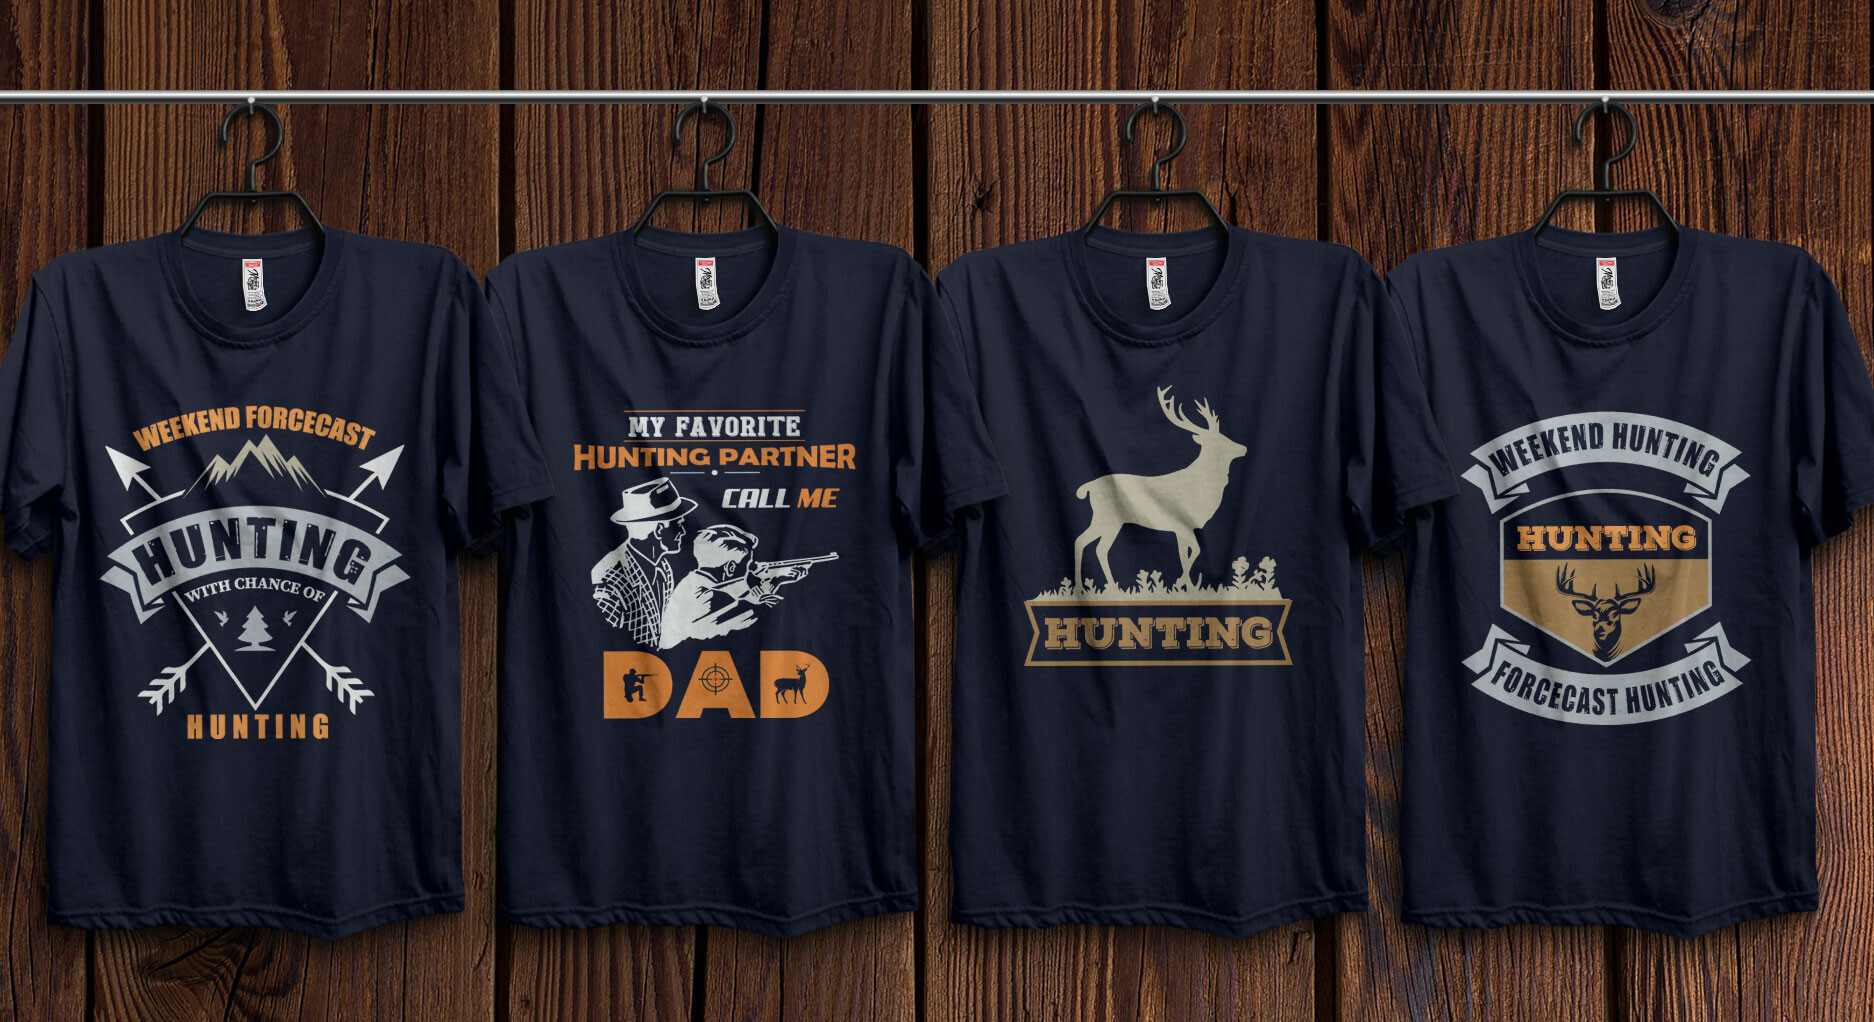 WEEKEND FORCECAST
HUNTING
WITH CHANCE OF
HUNTING
MY FAVORITE
HUNTING PARTNER
CALL ME
DAD
HUNTING
WEEKEND HUNTING
HUNTING
FORCECAST HUNTING